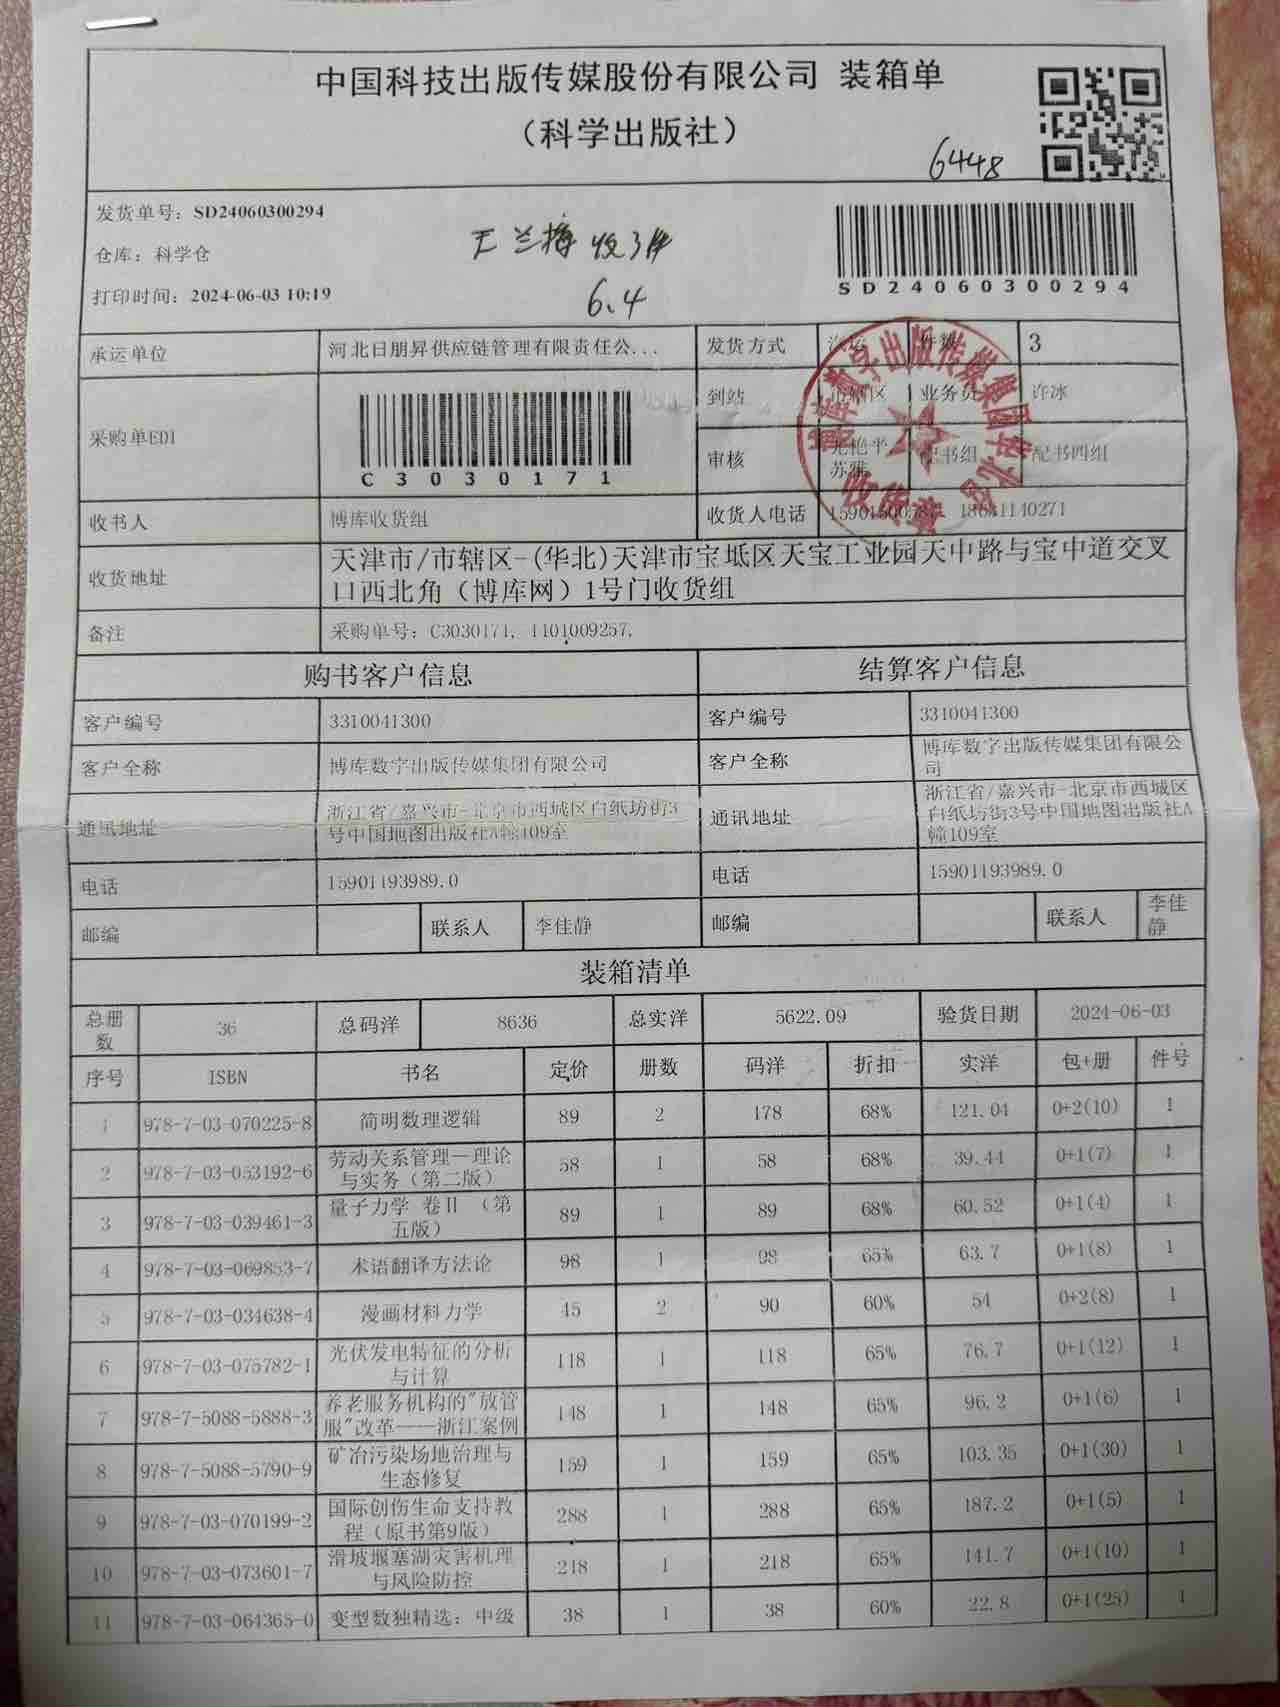 中国科技出版传媒股份有限公司 装箱单
（科学出版社）
6448
发货单号：SD24060300294
仓库：科学仓
打印时间：2024-06-03 10:19
王兰梅 收3件
6.4
SD24060300294
承运单位 河北日朋昇供应链管理有限责任公... 发货方式 汽运 件数 3
采购单EDI C3030171 到站 市辖区 业务员 许冰
审核 苏雅 配书组 配书四组
收书人 博库收货组 收货人电话 18631140271
收货地址 天津市/市辖区-(华北)天津市宝坻区天宝工业园天中路与宝中道交叉
口西北角（博库网）1号门收货组
备注 采购单号：C3030171, 1101009257,
购书客户信息 结算客户信息
客户编号 3310041300 客户编号 3310041300
客户全称 博库数字出版传媒集团有限公司 客户全称 博库数字出版传媒集团有限公
司
通讯地址 浙江省/嘉兴市-北京市西城区白纸坊街3
号中国地图出版社A幢109室
通讯地址 浙江省/嘉兴市-北京市西城区
白纸坊街3号中国地图出版社A
幢109室
电话 15901193989.0 电话 15901193989.0
邮编 联系人 李佳静 邮编 联系人 李佳
静
装箱清单
总册
数 36 总码洋 8636 总实洋 5622.09 验货日期 2024-06-03
序号 ISBN 书名 定价 册数 码洋 折扣 实洋 包+册 件号
1 978-7-03-070225-8 简明数理逻辑 89 2 178 68% 121.04 0+2(10) 1
2 978-7-03-053192-6 劳动关系管理—理论
与实务（第二版） 58 1 58 68% 39.44 0+1(7) 1
3 978-7-03-039461-3 量子力学 卷Ⅱ （第
五版） 89 1 89 68% 60.52 0+1(4) 1
4 978-7-03-069853-7 术语翻译方法论 98 1 98 65% 63.7 0+1(8) 1
5 978-7-03-034638-4 漫画材料力学 45 2 90 60% 54 0+2(8) 1
6 978-7-03-075782-1 光伏发电特征的分析
与计算 118 1 118 65% 76.7 0+1(12) 1
7 978-7-5088-5888-3 养老服务机构的"放管
服"改革——浙江案例 148 1 148 65% 96.2 0+1(6) 1
8 978-7-5088-5790-9 矿冶污染场地治理与
生态修复 159 1 159 65% 103.35 0+1(30) 1
9 978-7-03-070199-2 国际创伤生命支持教
程（原书第9版） 288 1 288 65% 187.2 0+1(5) 1
10 978-7-03-073601-7 滑坡堰塞湖灾害机理
与风险防控 218 1 218 65% 141.7 0+1(10) 1
11 978-7-03-064365-0 变型数独精选：中级 38 1 38 60% 22.8 0+1(25) 1